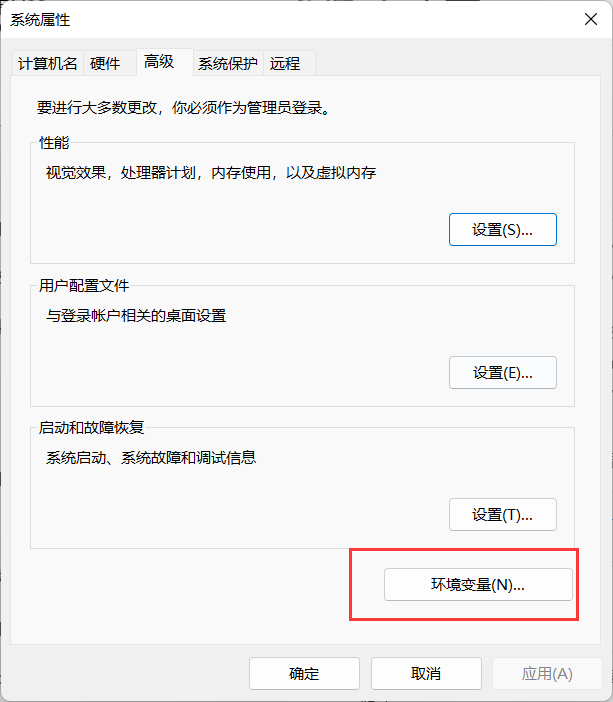 系统属性
计算机名 硬件 高级 系统保护 远程
要进行大多数更改，你必须作为管理员登录。
性能
视觉效果，处理器计划，内存使用，以及虚拟内存
设置(S)...
用户配置文件
与登录帐户相关的桌面设置
设置(E)...
启动和故障恢复
系统启动、系统故障和调试信息
设置(T)...
环境变量(N)...
确定 取消 应用(A)